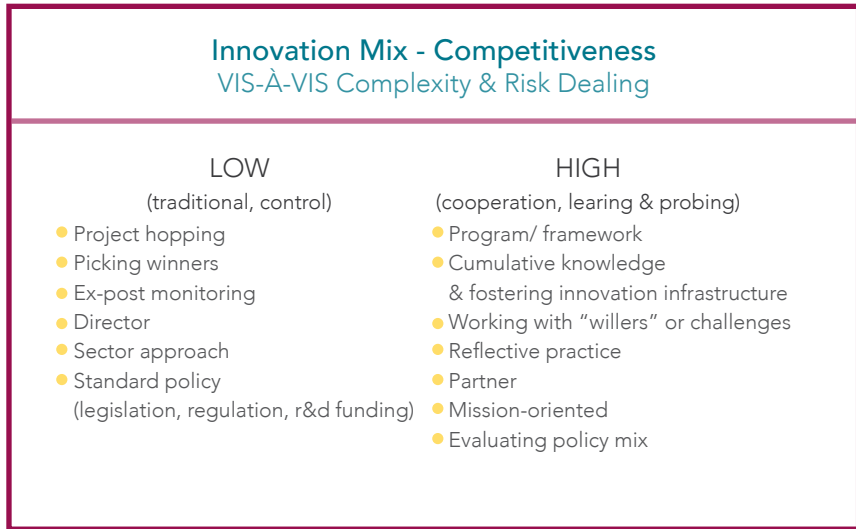 Innovation Mix - Competitiveness
VIS-À-VIS Complexity & Risk Dealing
LOW
(traditional, control)
Project hopping
Picking winners
Ex-post monitoring
Director
Sector approach
Standard policy
(legislation, regulation, r&d funding)
HIGH
(cooperation, learing & probing)
Program/ framework
Cumulative knowledge
& fostering innovation infrastructure
Working with “willers” or challenges
Reflective practice
Partner
Mission-oriented
Evaluating policy mix